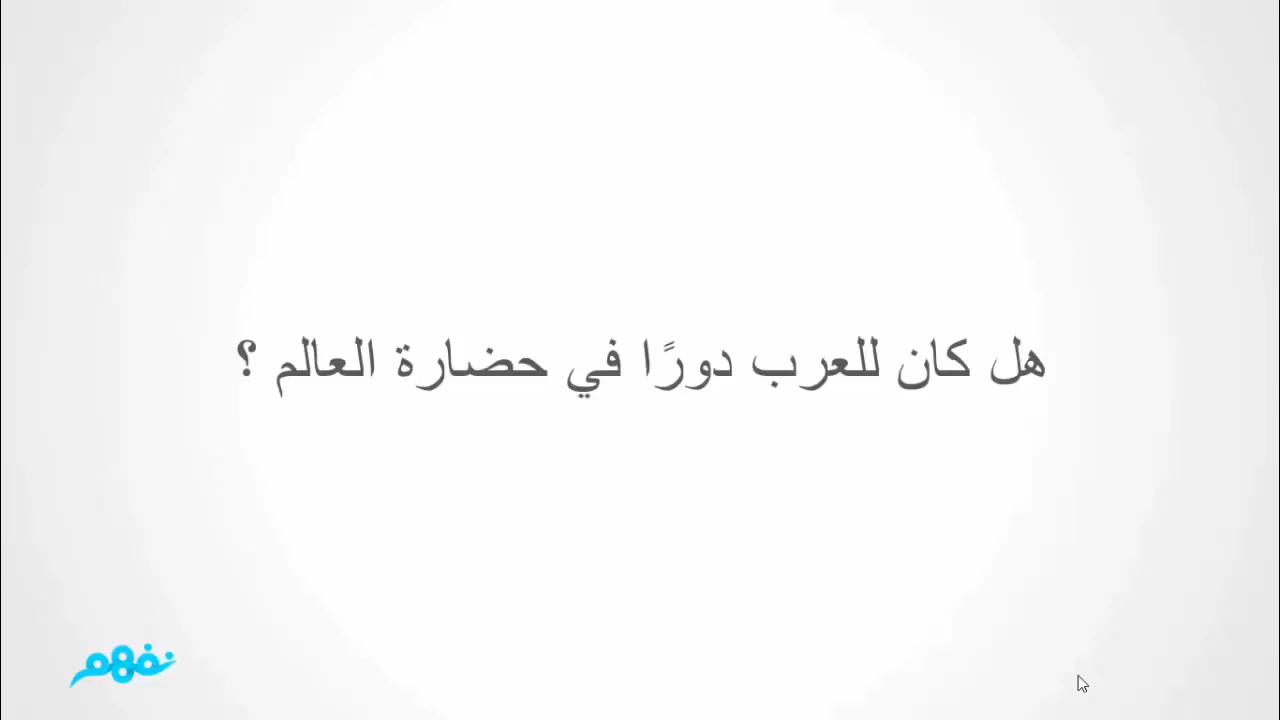 هل كان للعرب دورًا في حضارة العالم ؟
نفهم